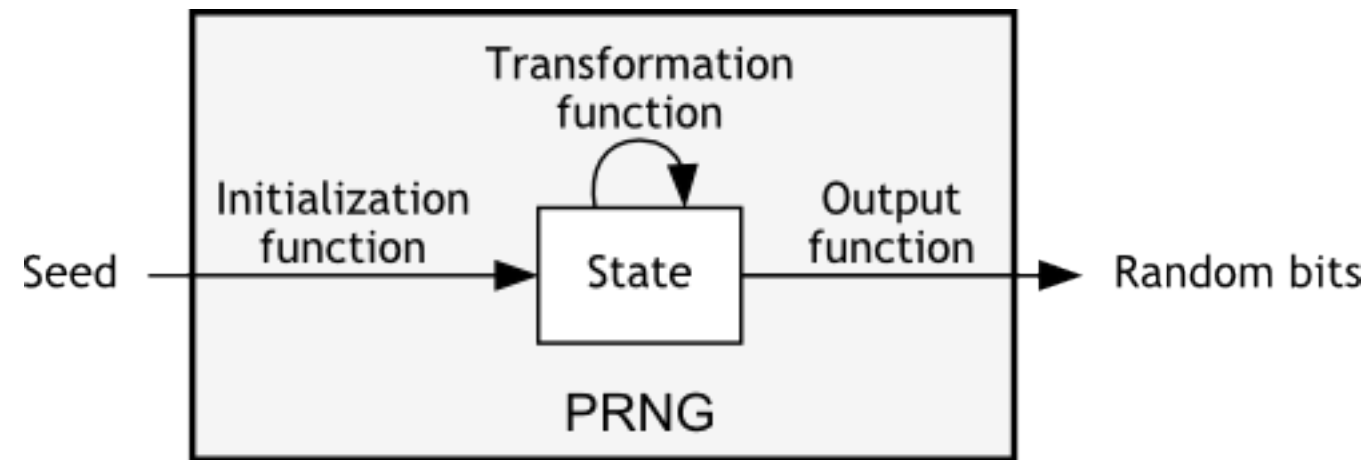 Transformation
function
Initialization
function
Output
function
Seed
State
Random bits
PRNG